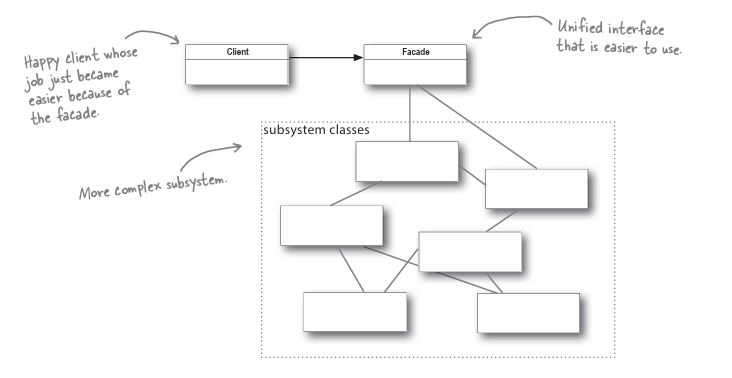 Happy client whose
job just became
easier because of
the facade.
Client
Facade
Unified interface
that is easier to use.
subsystem classes
More complex subsystem.